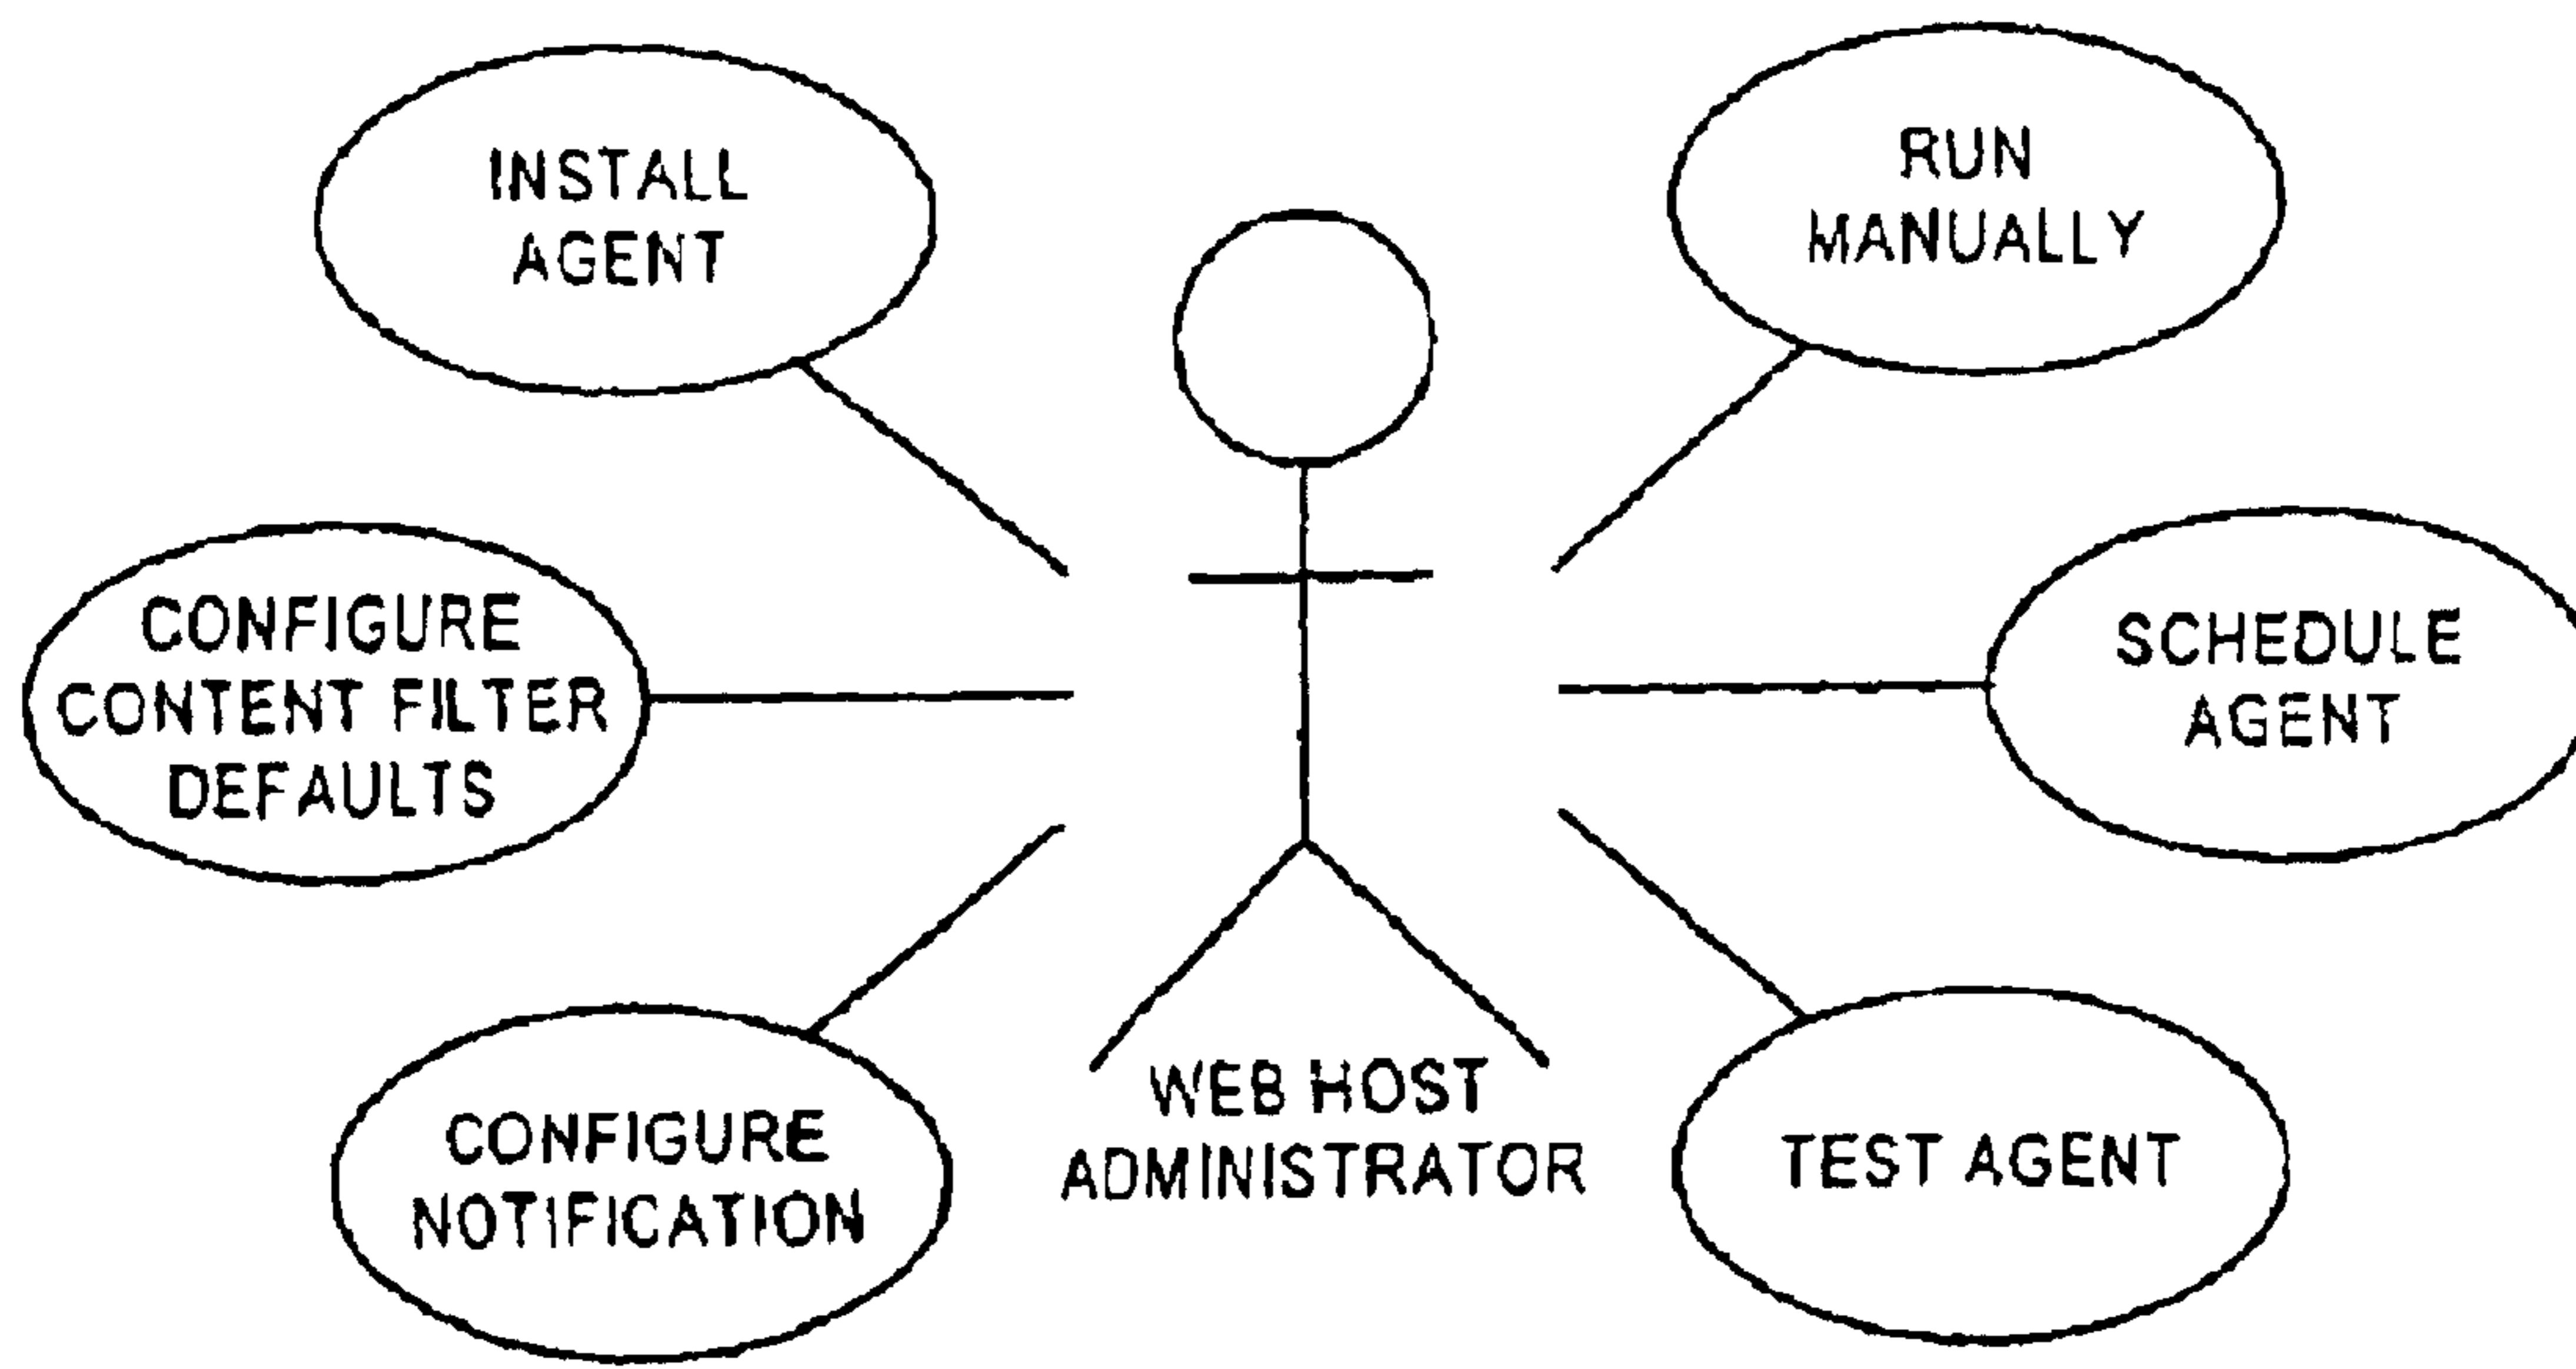 INSTALL
AGENT
RUN
MANUALLY
CONFIGURE
CONTENT FILTER
DEFAULTS
SCHEDULE
AGENT
CONFIGURE
NOTIFICATION
WEB HOST
ADMINISTRATOR
TEST AGENT